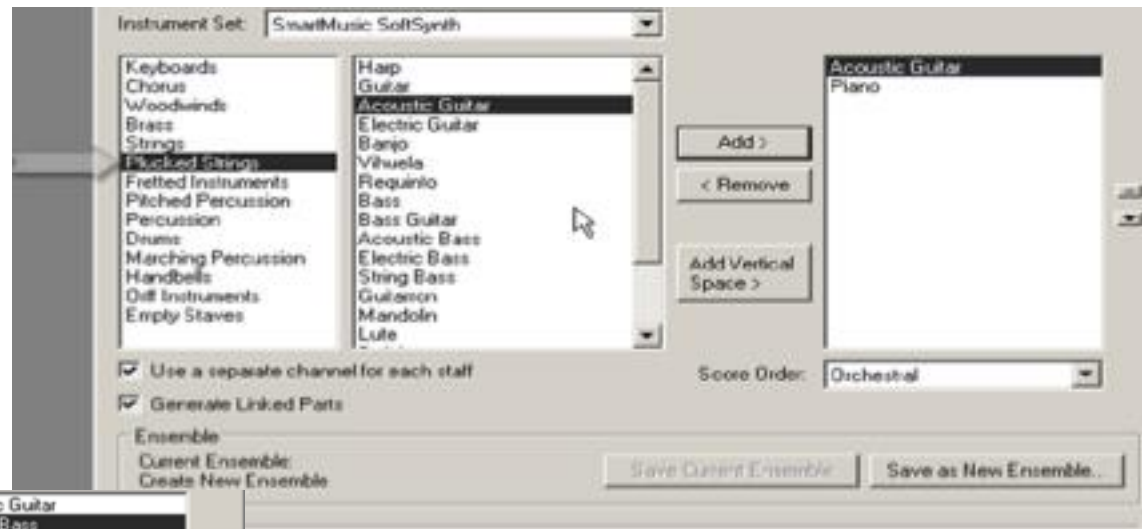 Instrument Set: SmartMusic SoftSynth
Keyboards
Chorus
Woodwinds
Brass
Strings
Plucked Strings
Fretted Instruments
Pitched Percussion
Percussion
Drums
Marching Percussion
Handbells
Orff Instruments
Empty Staves
Harp
Guitar
Acoustic Guitar
Electric Guitar
Banjo
Vihuela
Requinto
Bass
Bass Guitar
Acoustic Bass
Electric Bass
String Bass
Guitarron
Mandolin
Lute
Add >
< Remove
Add Vertical
Space >
Acoustic Guitar
Piano
Use a separate channel for each staff
Score Order: Orchestral
Generate Linked Parts
Ensemble
Current Ensemble:
Create New Ensemble
Save Current Ensemble
Save as New Ensemble...
Guitar
Bass